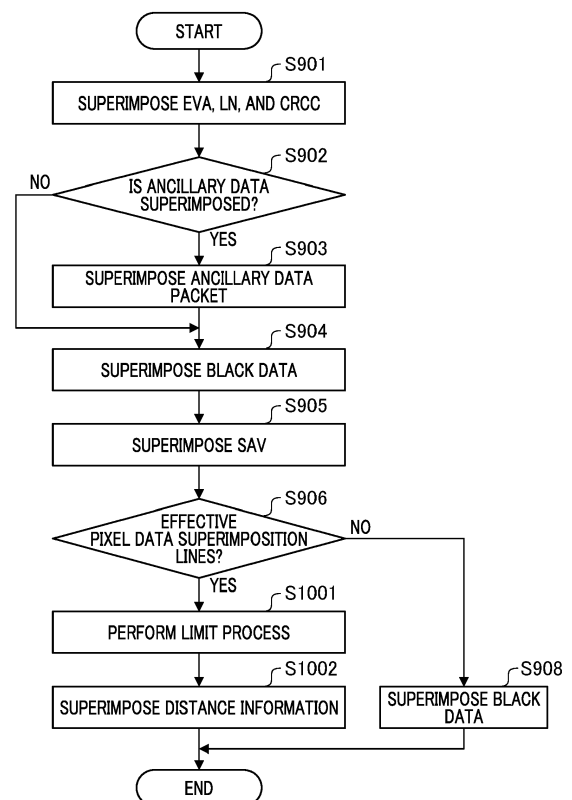 START
S901
SUPERIMPOSE EVA, LN, AND CRCC
S902
NO
IS ANCILLARY DATA
SUPERIMPOSED?
YES
S903
SUPERIMPOSE ANCILLARY DATA
PACKET
S904
SUPERIMPOSE BLACK DATA
S905
SUPERIMPOSE SAV
S906
EFFECTIVE
PIXEL DATA SUPERIMPOSITION
LINES?
NO
YES
S1001
PERFORM LIMIT PROCESS
S1002
SUPERIMPOSE DISTANCE INFORMATION
S908
SUPERIMPOSE BLACK
DATA
END